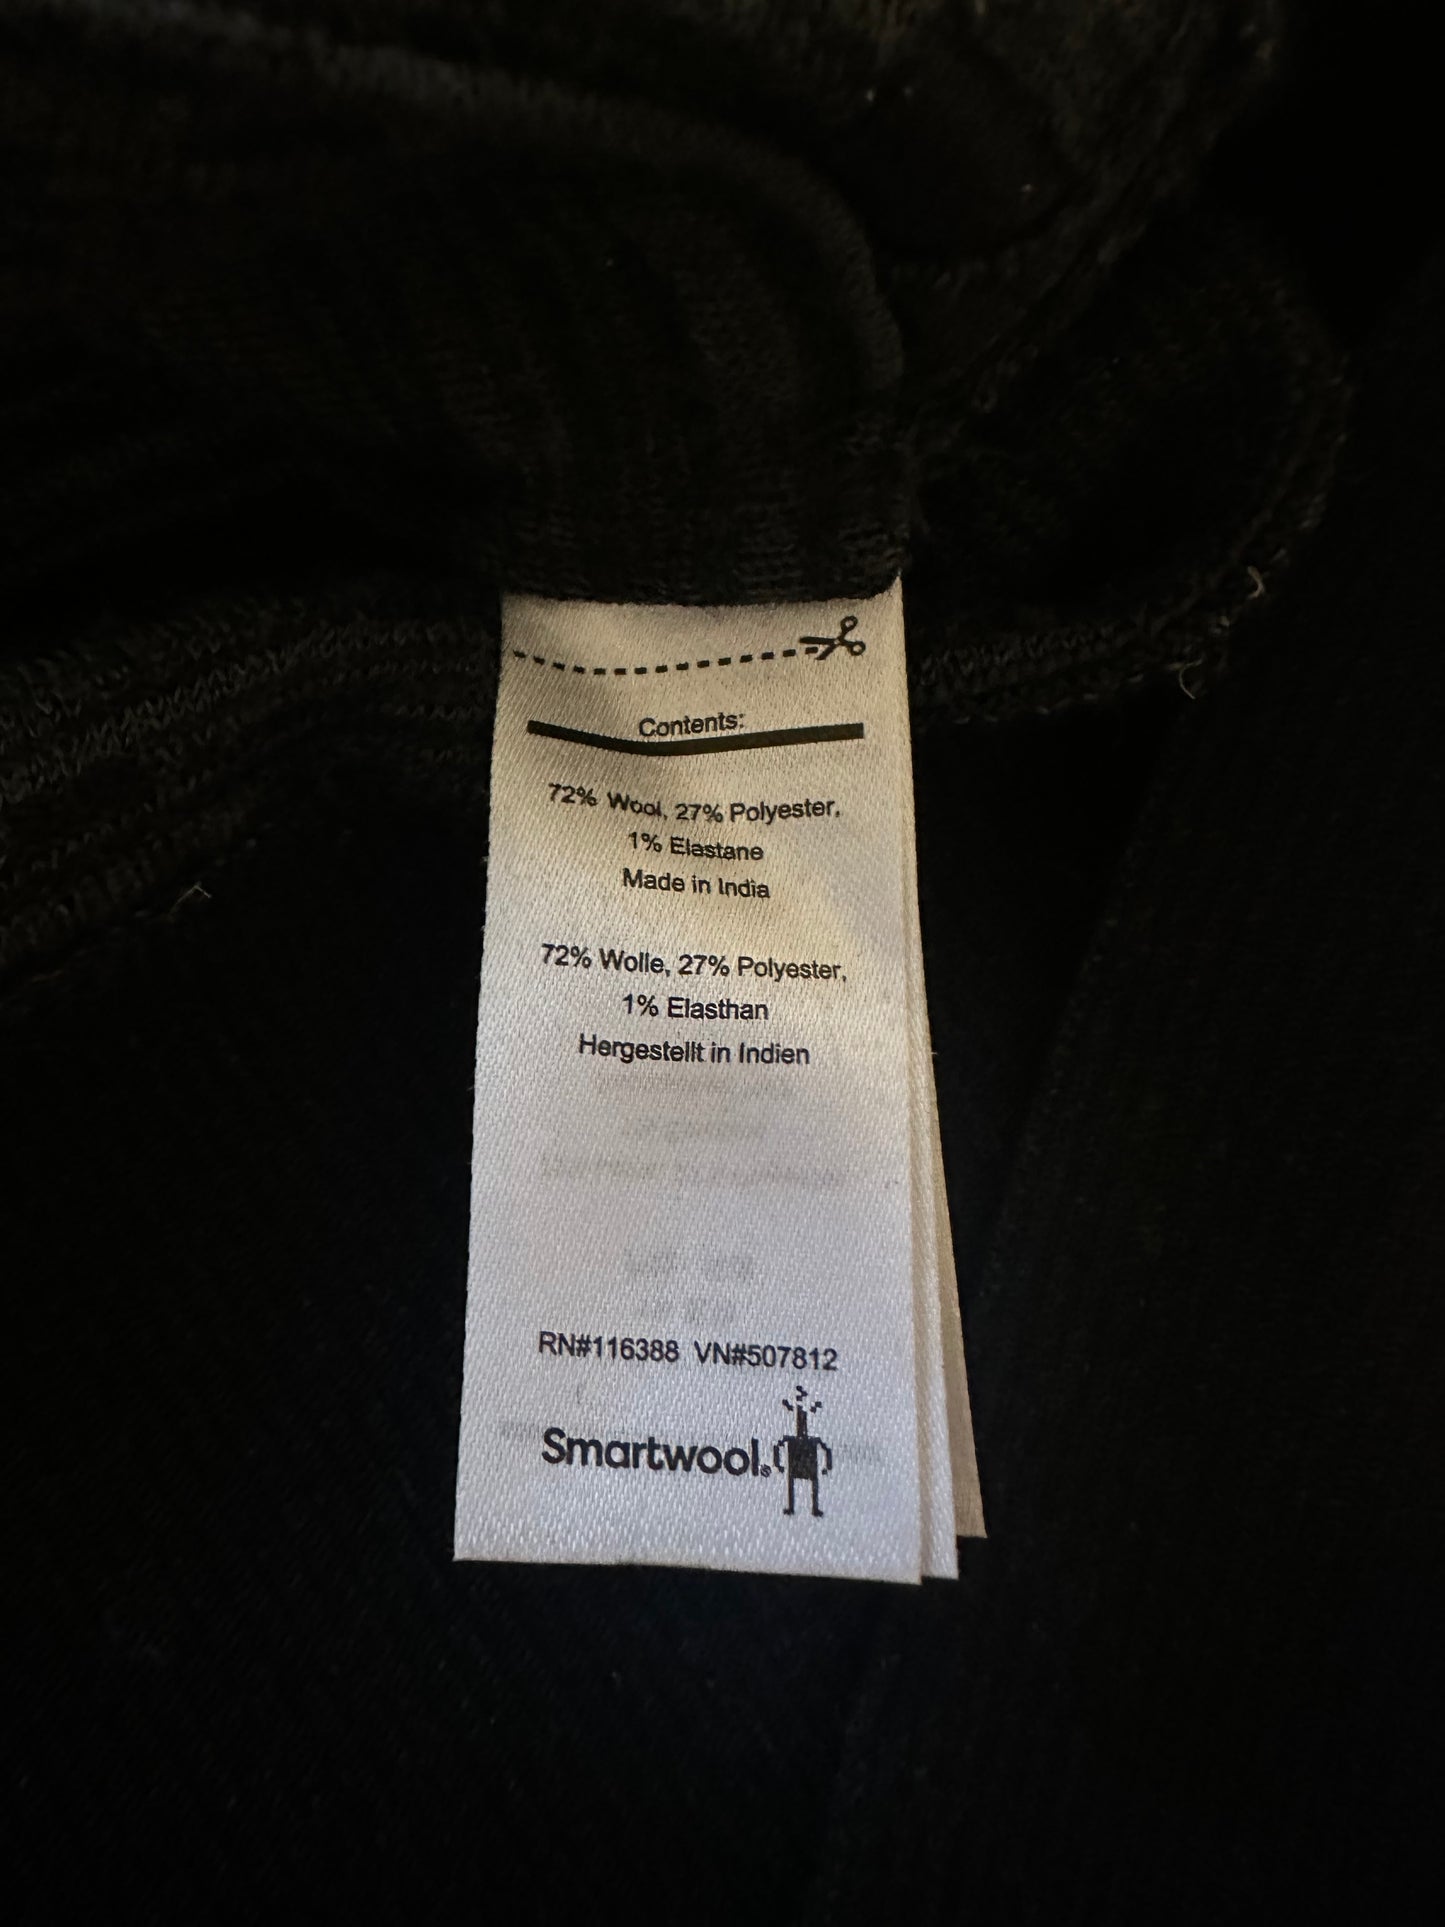 Contents:
72% Wool, 27% Polyester,
1% Elastane
Made in India
72% Wolle, 27% Polyester,
1% Elasthan
Hergestellt in Indien
RN#116388 VN#507812
Smartwool®